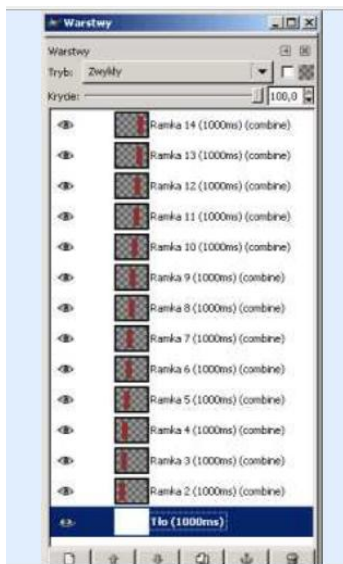 Warstwy
Warstwy
Tryb: Zwykły
Krycie: 100,0
Ramka 14 (1000ms) (combine)
Ramka 13 (1000ms) (combine)
Ramka 12 (1000ms) (combine)
Ramka 11 (1000ms) (combine)
Ramka 10 (1000ms) (combine)
Ramka 9 (1000ms) (combine)
Ramka 8 (1000ms) (combine)
Ramka 7 (1000ms) (combine)
Ramka 6 (1000ms) (combine)
Ramka 5 (1000ms) (combine)
Ramka 4 (1000ms) (combine)
Ramka 3 (1000ms) (combine)
Ramka 2 (1000ms) (combine)
Tło (1000ms)